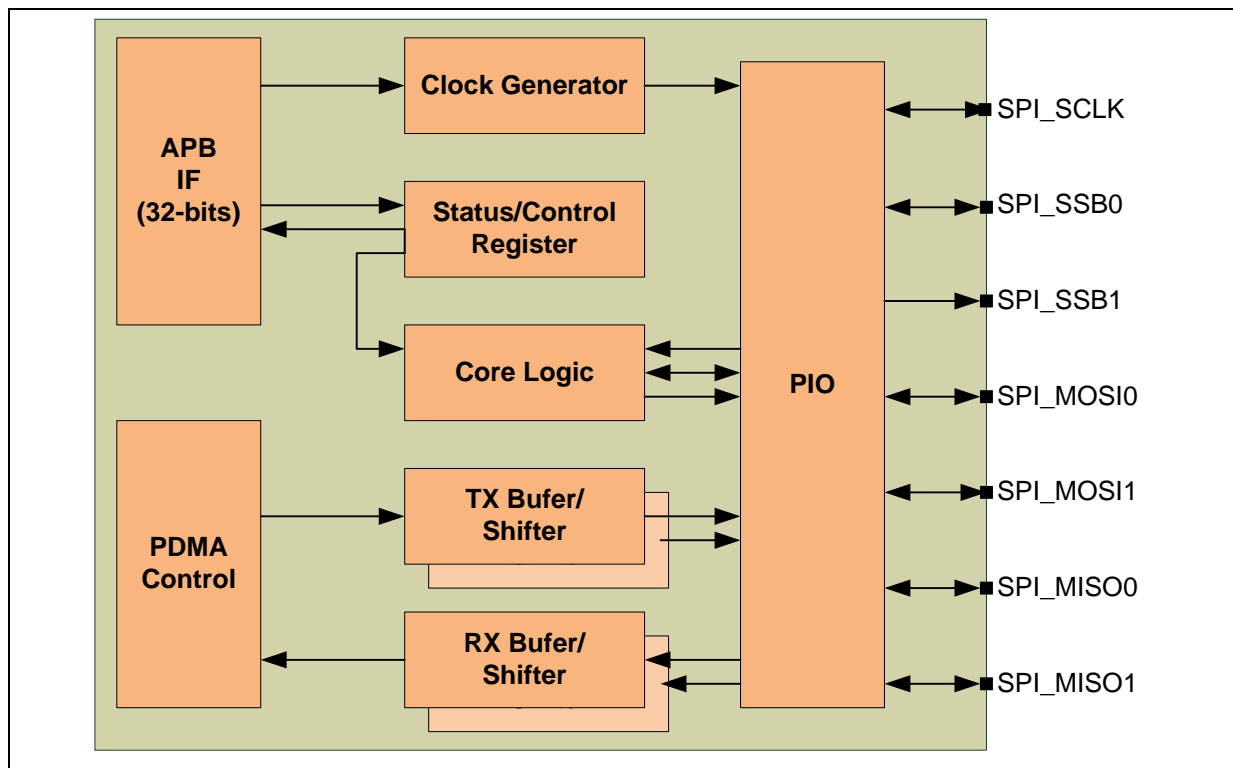 APB
IF
(32-bits)
Clock Generator
Status/Control
Register
Core Logic
PDMA
Control
TX Bufer/
Shifter
RX Bufer/
Shifter
PIO
SPI_SCLK
SPI_SSB0
SPI_SSB1
SPI_MOSI0
SPI_MOSI1
SPI_MISO0
SPI_MISO1